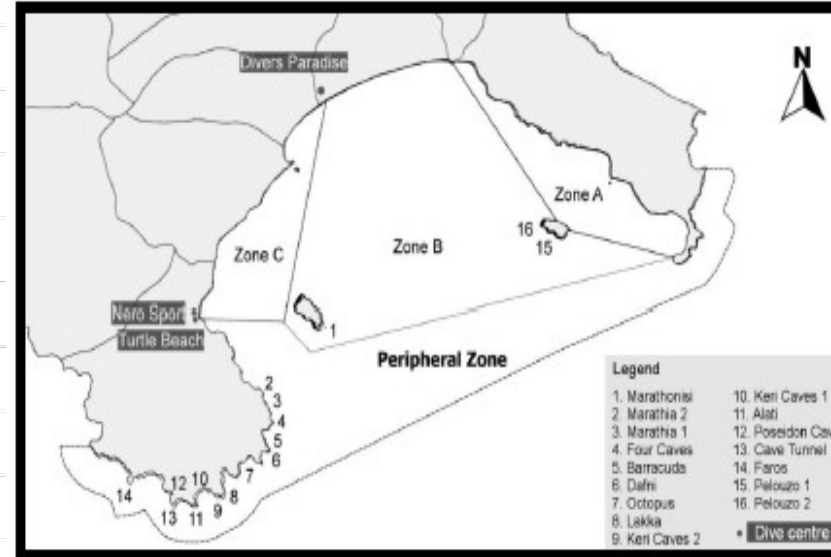 Divers Paradise
N
Zone A
16
15
Zone B
Zone C
Nero Sport
Turtle Beach
1
Peripheral Zone
2
3
4
5
6
7
8
9
10
11
12
13
14
Legend
1. Marathonisi
2. Marathia 2
3. Marathia 1
4. Four Caves
5. Barracuda
6. Dafni
7. Octopus
8. Lakka
9. Keri Caves 2
10. Keri Caves 1
11. Alati
12. Poseidon Cav
13. Cave Tunnel
14. Faros
15. Pelouzo 1
16. Pelouzo 2
Dive centre